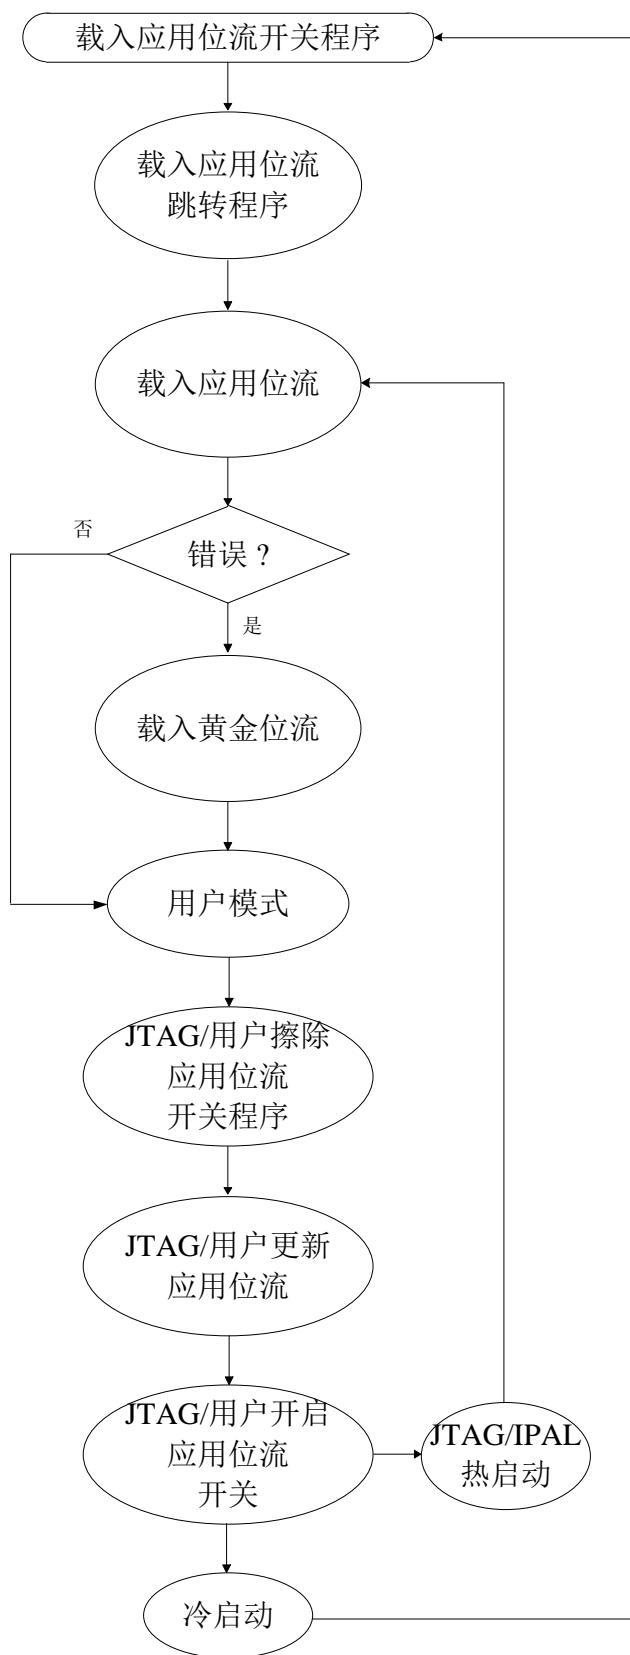 载入应用位流开关程序
载入应用位流
跳转程序
载入应用位流
否
错误？
是
载入黄金位流
用户模式
JTAG/用户擦除
应用位流
开关程序
JTAG/用户更新
应用位流
JTAG/用户开启
应用位流
开关
JTAG/IPAL
热启动
冷启动